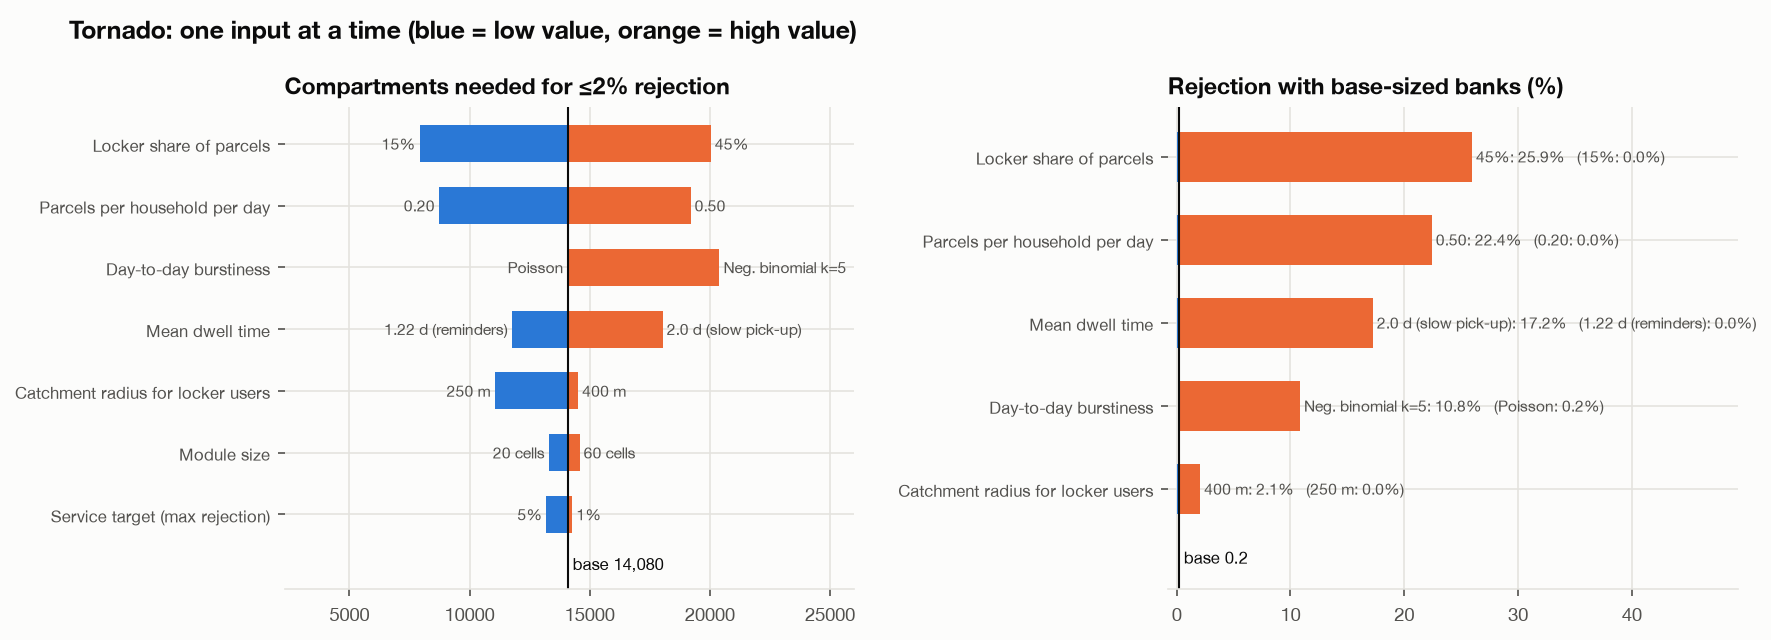 Tornado: one input at a time (blue = low value, orange = high value)
Compartments needed for ≤2% rejection
Locker share of parcels
15%
45%
Parcels per household per day
0.20
0.50
Day-to-day burstiness
Poisson
Neg. binomial k=5
Mean dwell time
1.22 d (reminders)
2.0 d (slow pick-up)
Catchment radius for locker users
250 m
400 m
Module size
20 cells
60 cells
Service target (max rejection)
5%
1%
base 14,080
5000
10000
15000
20000
25000
Rejection with base-sized banks (%)
Locker share of parcels
45%: 25.9% (15%: 0.0%)
Parcels per household per day
0.50: 22.4% (0.20: 0.0%)
Mean dwell time
2.0 d (slow pick-up): 17.2% (1.22 d (reminders): 0.0%)
Day-to-day burstiness
Neg. binomial k=5: 10.8% (Poisson: 0.2%)
Catchment radius for locker users
400 m: 2.1% (250 m: 0.0%)
base 0.2
0
10
20
30
40